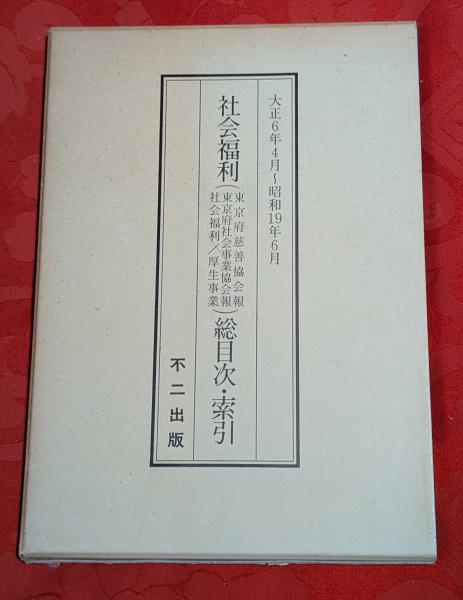 大正6年4月～昭和19年6月
社会福利(東京府慈善協会報
東京府社会事業協会報
社会福利／厚生事業)総目次・索引
不二出版